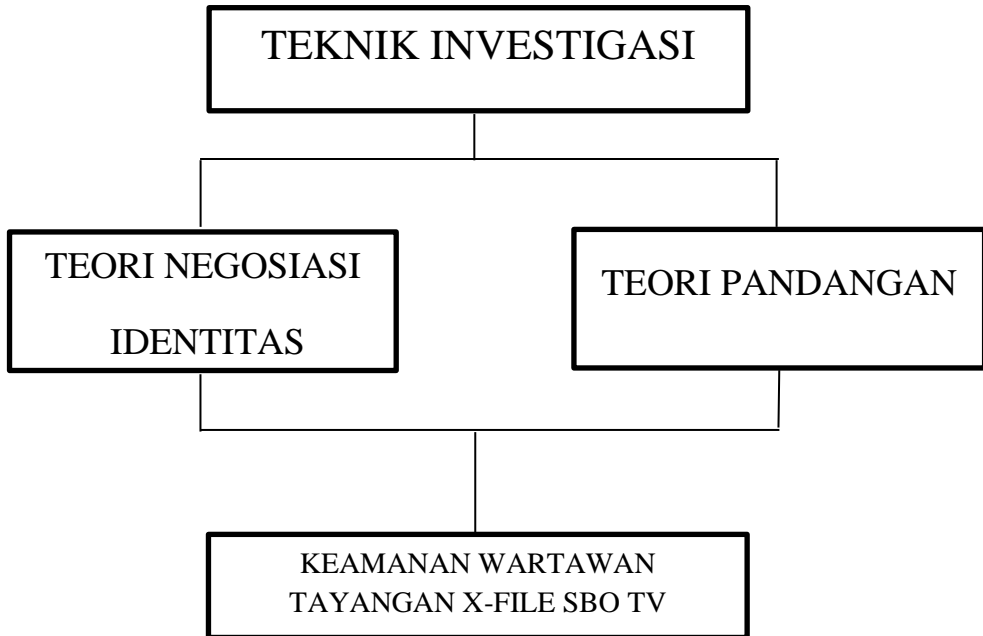 TEKNIK INVESTIGASI
TEORI NEGOSIASI
IDENTITAS
TEORI PANDANGAN
KEAMANAN WARTAWAN
TAYANGAN X-FILE SBO TV